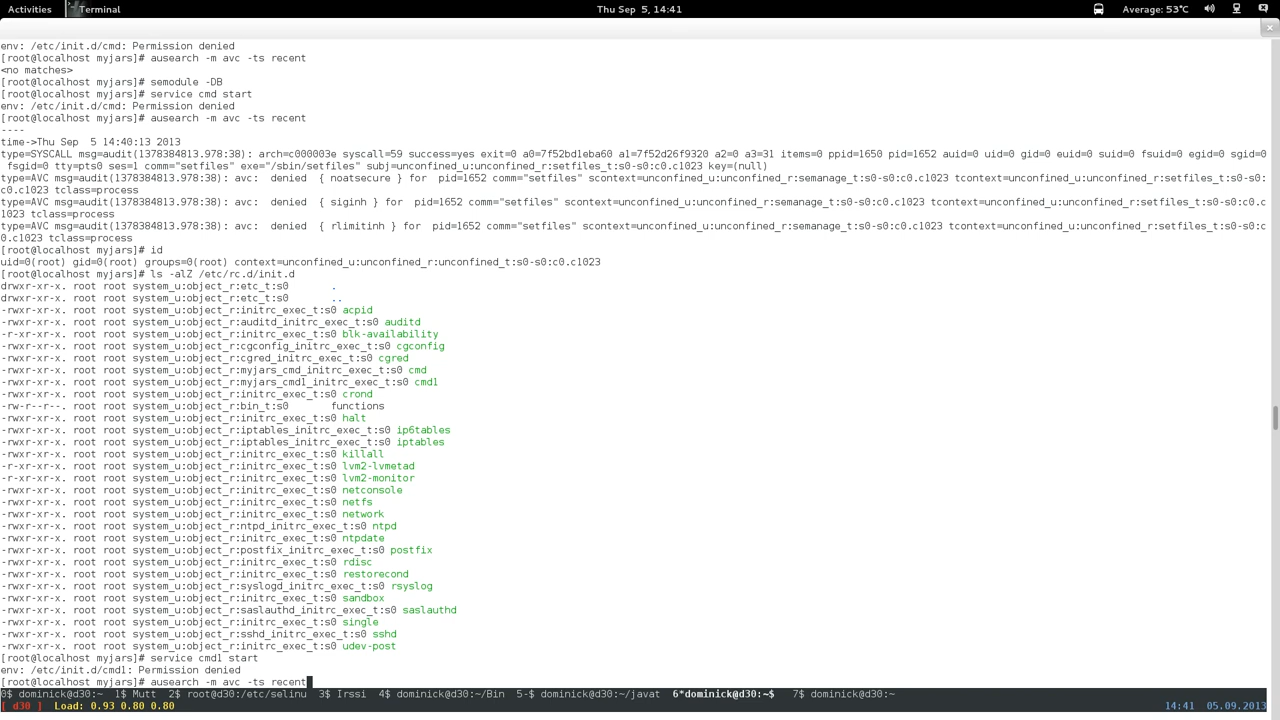 Activities Terminal Thu Sep 5, 14:41 Average: 53°C
env: /etc/init.d/cmd: Permission denied
[root@localhost myjars]# ausearch -m avc -ts recent
<no matches>
[root@localhost myjars]# semodule -DB
[root@localhost myjars]# service cmd start
env: /etc/init.d/cmd: Permission denied
[root@localhost myjars]# ausearch -m avc -ts recent
----
time->Thu Sep  5 14:40:13 2013
type=SYSCALL msg=audit(1378384813.978:38): arch=c000003e syscall=59 success=yes exit=0 a0=7f52bd1eba60 a1=7f52d26f9320 a2=0 a3=31 items=0 ppid=1650 pid=1652 auid=0 uid=0 gid=0 euid=0 suid=0 fsuid=0 egid=0 sgid=0
 fsgid=0 tty=pts0 ses=1 comm="setfiles" exe="/sbin/setfiles" subj=unconfined_u:unconfined_r:setfiles_t:s0-s0:c0.c1023 key=(null)
type=AVC msg=audit(1378384813.978:38): avc:  denied  { noatsecure } for  pid=1652 comm="setfiles" scontext=unconfined_u:unconfined_r:semanage_t:s0-s0:c0.c1023 tcontext=unconfined_u:unconfined_r:setfiles_t:s0-s0:
c0.c1023 tclass=process
type=AVC msg=audit(1378384813.978:38): avc:  denied  { siginh } for  pid=1652 comm="setfiles" scontext=unconfined_u:unconfined_r:semanage_t:s0-s0:c0.c1023 tcontext=unconfined_u:unconfined_r:setfiles_t:s0-s0:c0.c
1023 tclass=process
type=AVC msg=audit(1378384813.978:38): avc:  denied  { rlimitinh } for  pid=1652 comm="setfiles" scontext=unconfined_u:unconfined_r:semanage_t:s0-s0:c0.c1023 tcontext=unconfined_u:unconfined_r:setfiles_t:s0-s0:c
0.c1023 tclass=process
[root@localhost myjars]# id
uid=0(root) gid=0(root) groups=0(root) context=unconfined_u:unconfined_r:unconfined_t:s0-s0:c0.c1023
[root@localhost myjars]# ls -alZ /etc/rc.d/init.d
drwxr-xr-x. root root system_u:object_r:etc_t:s0       .
drwxr-xr-x. root root system_u:object_r:etc_t:s0       ..
-rwxr-xr-x. root root system_u:object_r:initrc_exec_t:s0 acpid
-rwxr-xr-x. root root system_u:object_r:auditd_initrc_exec_t:s0 auditd
-r-xr-xr-x. root root system_u:object_r:initrc_exec_t:s0 blk-availability
-rwxr-xr-x. root root system_u:object_r:cgconfig_initrc_exec_t:s0 cgconfig
-rwxr-xr-x. root root system_u:object_r:cgred_initrc_exec_t:s0 cgred
-rwxr-xr-x. root root system_u:object_r:myjars_cmd_initrc_exec_t:s0 cmd
-rwxr-xr-x. root root system_u:object_r:myjars_cmd1_initrc_exec_t:s0 cmd1
-rwxr-xr-x. root root system_u:object_r:initrc_exec_t:s0 crond
-rw-r--r--. root root system_u:object_r:bin_t:s0       functions
-rwxr-xr-x. root root system_u:object_r:initrc_exec_t:s0 halt
-rwxr-xr-x. root root system_u:object_r:iptables_initrc_exec_t:s0 ip6tables
-rwxr-xr-x. root root system_u:object_r:iptables_initrc_exec_t:s0 iptables
-rwxr-xr-x. root root system_u:object_r:initrc_exec_t:s0 killall
-r-xr-xr-x. root root system_u:object_r:initrc_exec_t:s0 lvm2-lvmetad
-r-xr-xr-x. root root system_u:object_r:initrc_exec_t:s0 lvm2-monitor
-rwxr-xr-x. root root system_u:object_r:initrc_exec_t:s0 netconsole
-rwxr-xr-x. root root system_u:object_r:initrc_exec_t:s0 netfs
-rwxr-xr-x. root root system_u:object_r:initrc_exec_t:s0 network
-rwxr-xr-x. root root system_u:object_r:ntpd_initrc_exec_t:s0 ntpd
-rwxr-xr-x. root root system_u:object_r:initrc_exec_t:s0 ntpdate
-rwxr-xr-x. root root system_u:object_r:postfix_initrc_exec_t:s0 postfix
-rwxr-xr-x. root root system_u:object_r:initrc_exec_t:s0 rdisc
-rwxr-xr-x. root root system_u:object_r:initrc_exec_t:s0 restorecond
-rwxr-xr-x. root root system_u:object_r:syslogd_initrc_exec_t:s0 rsyslog
-rwxr-xr-x. root root system_u:object_r:initrc_exec_t:s0 sandbox
-rwxr-xr-x. root root system_u:object_r:saslauthd_initrc_exec_t:s0 saslauthd
-rwxr-xr-x. root root system_u:object_r:initrc_exec_t:s0 single
-rwxr-xr-x. root root system_u:object_r:sshd_initrc_exec_t:s0 sshd
-rwxr-xr-x. root root system_u:object_r:initrc_exec_t:s0 udev-post
[root@localhost myjars]# service cmd1 start
env: /etc/init.d/cmd1: Permission denied
[root@localhost myjars]# ausearch -m avc -ts recent
0$ dominick@d30:~  1$ Mutt  2$ root@d30:/etc/selinu  3$ Irssi  4$ dominick@d30:~/Bin  5-$ dominick@d30:~/javat  6*dominick@d30:~$   7$ dominick@d30:~
[ d30 ] Load: 0.93 0.80 0.80 14:41 05.09.2013